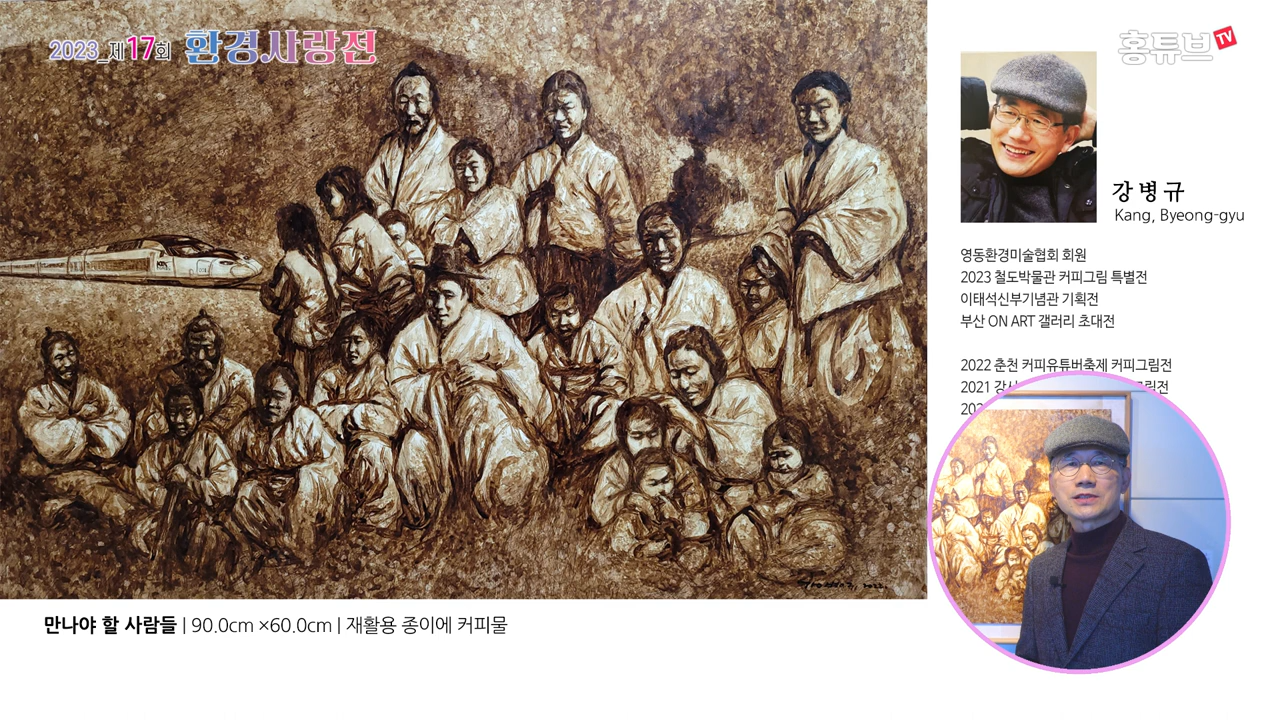 2023_제17회 환경.사랑전
홍튜브 TV
강병규
Kang, Byeong-gyu
영동환경미술협회 회원
2023 철도박물관 커피그림 특별전
이태석신부기념관 기획전
부산 ON ART 갤러리 초대전
2022 춘천 커피유튜버축제 커피그림전
2021
만나야 할 사람들 | 90.0cm ×60.0cm | 재활용 종이에 커피물